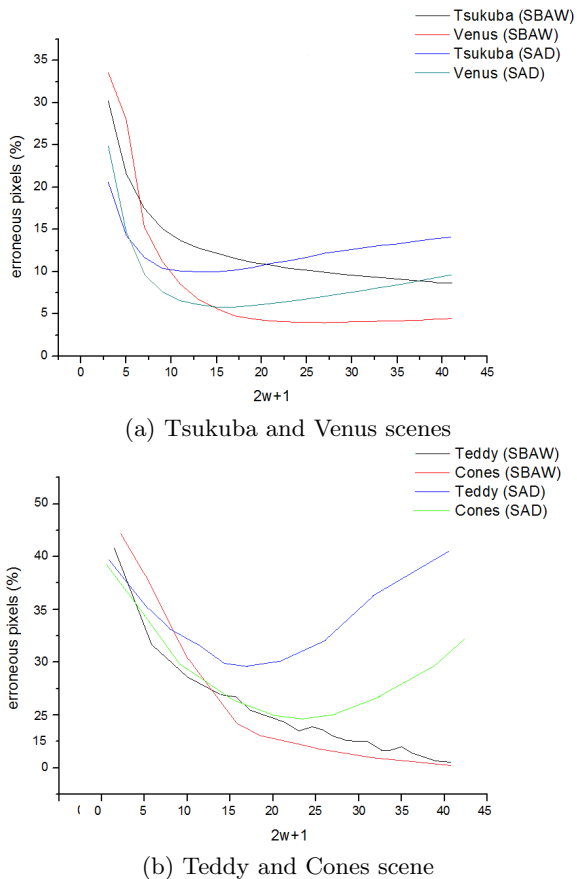 Tsukuba (SBAW)
Venus (SBAW)
Tsukuba (SAD)
Venus (SAD)
35
30
25
20
15
10
5
0
erroneous pixels (%)
0 5 10 15 20 25 30 35 40 45
2w+1
(a) Tsukuba and Venus scenes
Teddy (SBAW)
Cones (SBAW)
Teddy (SAD)
Cones (SAD)
50
40
35
30
25
15
0
erroneous pixels (%)
( 0 5 10 15 20 25 30 35 40 45
2w+1
(b) Teddy and Cones scene